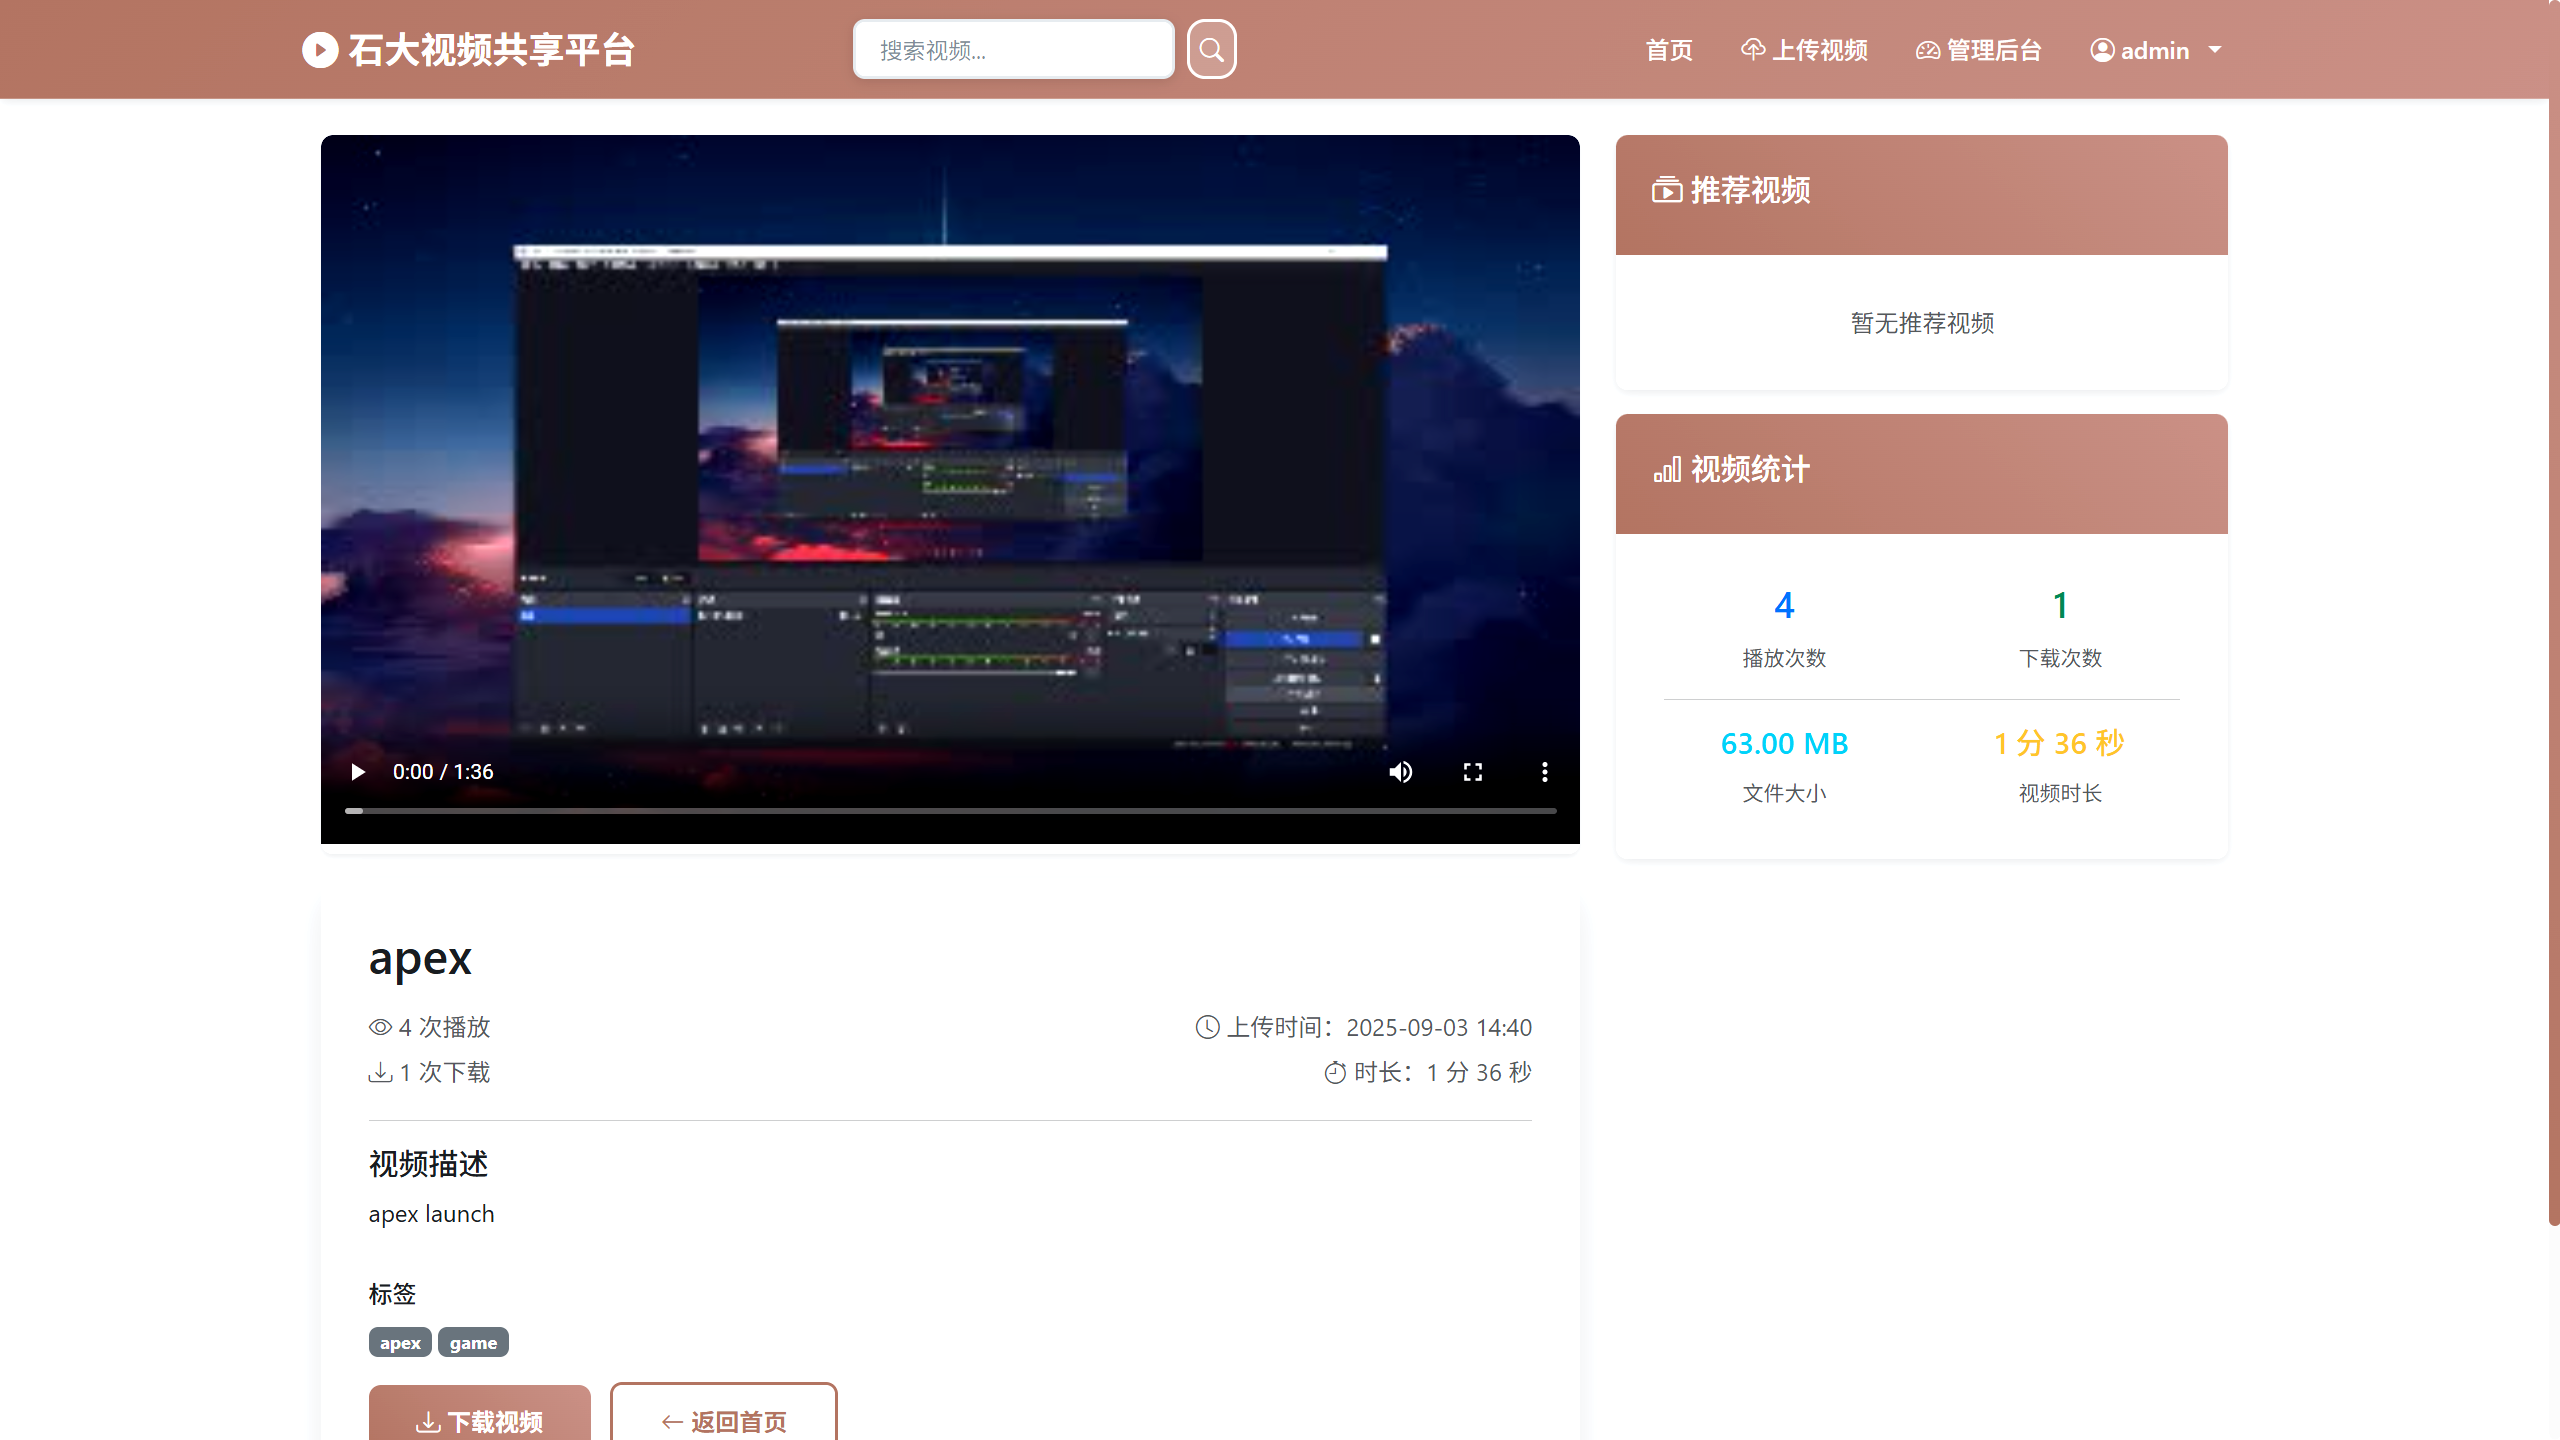 石大视频共享平台
搜索视频...
首页
上传视频
管理后台
admin
0:00 / 1:36
推荐视频
暂无推荐视频
视频统计
4
播放次数
1
下载次数
63.00 MB
文件大小
1 分 36 秒
视频时长
apex
4 次播放
上传时间：2025-09-03 14:40
1 次下载
时长：1 分 36 秒
视频描述
apex launch
标签
apex
game
下载视频
← 返回首页